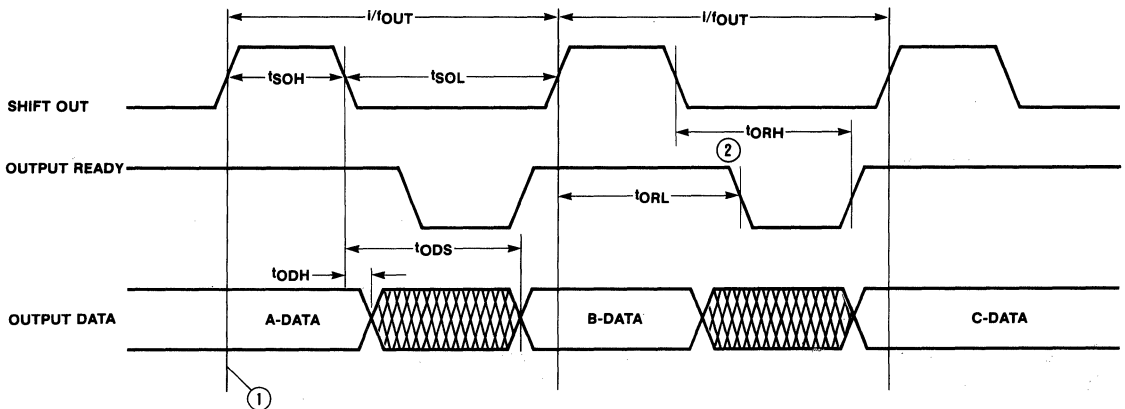 i/fOUT i/fOUT
tSOH tSOL
SHIFT OUT
tORH
OUTPUT READY
②
tORL
tODS
tODH
OUTPUT DATA A-DATA B-DATA C-DATA
①